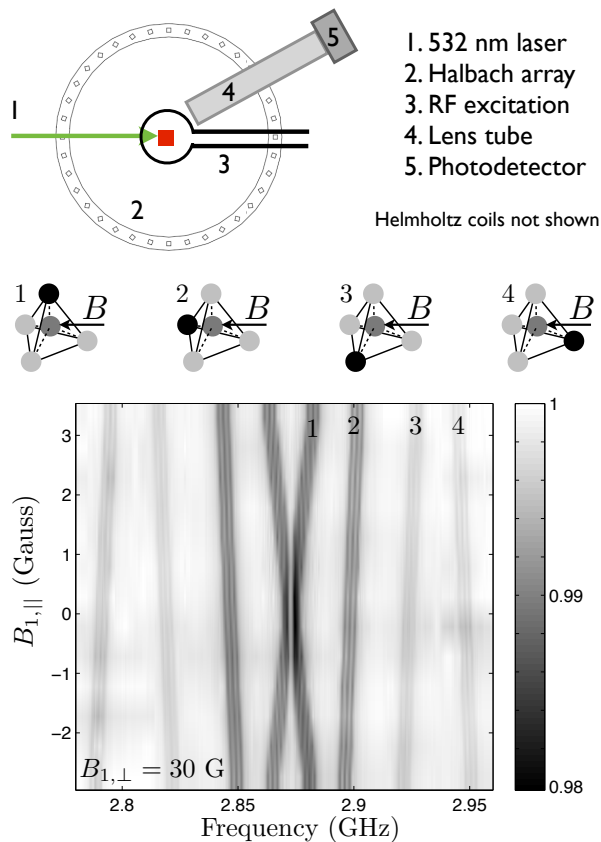 1
2
3
4
5
1. 532 nm laser
2. Halbach array
3. RF excitation
4. Lens tube
5. Photodetector
Helmholtz coils not shown
1 B
2 B
3 B
4 B
1 2 3 4
3
2
1
0
−1
−2
B1,|| (Gauss)
B1,⊥ = 30 G
2.8 2.85 2.9 2.95
Frequency (GHz)
1
0.99
0.98